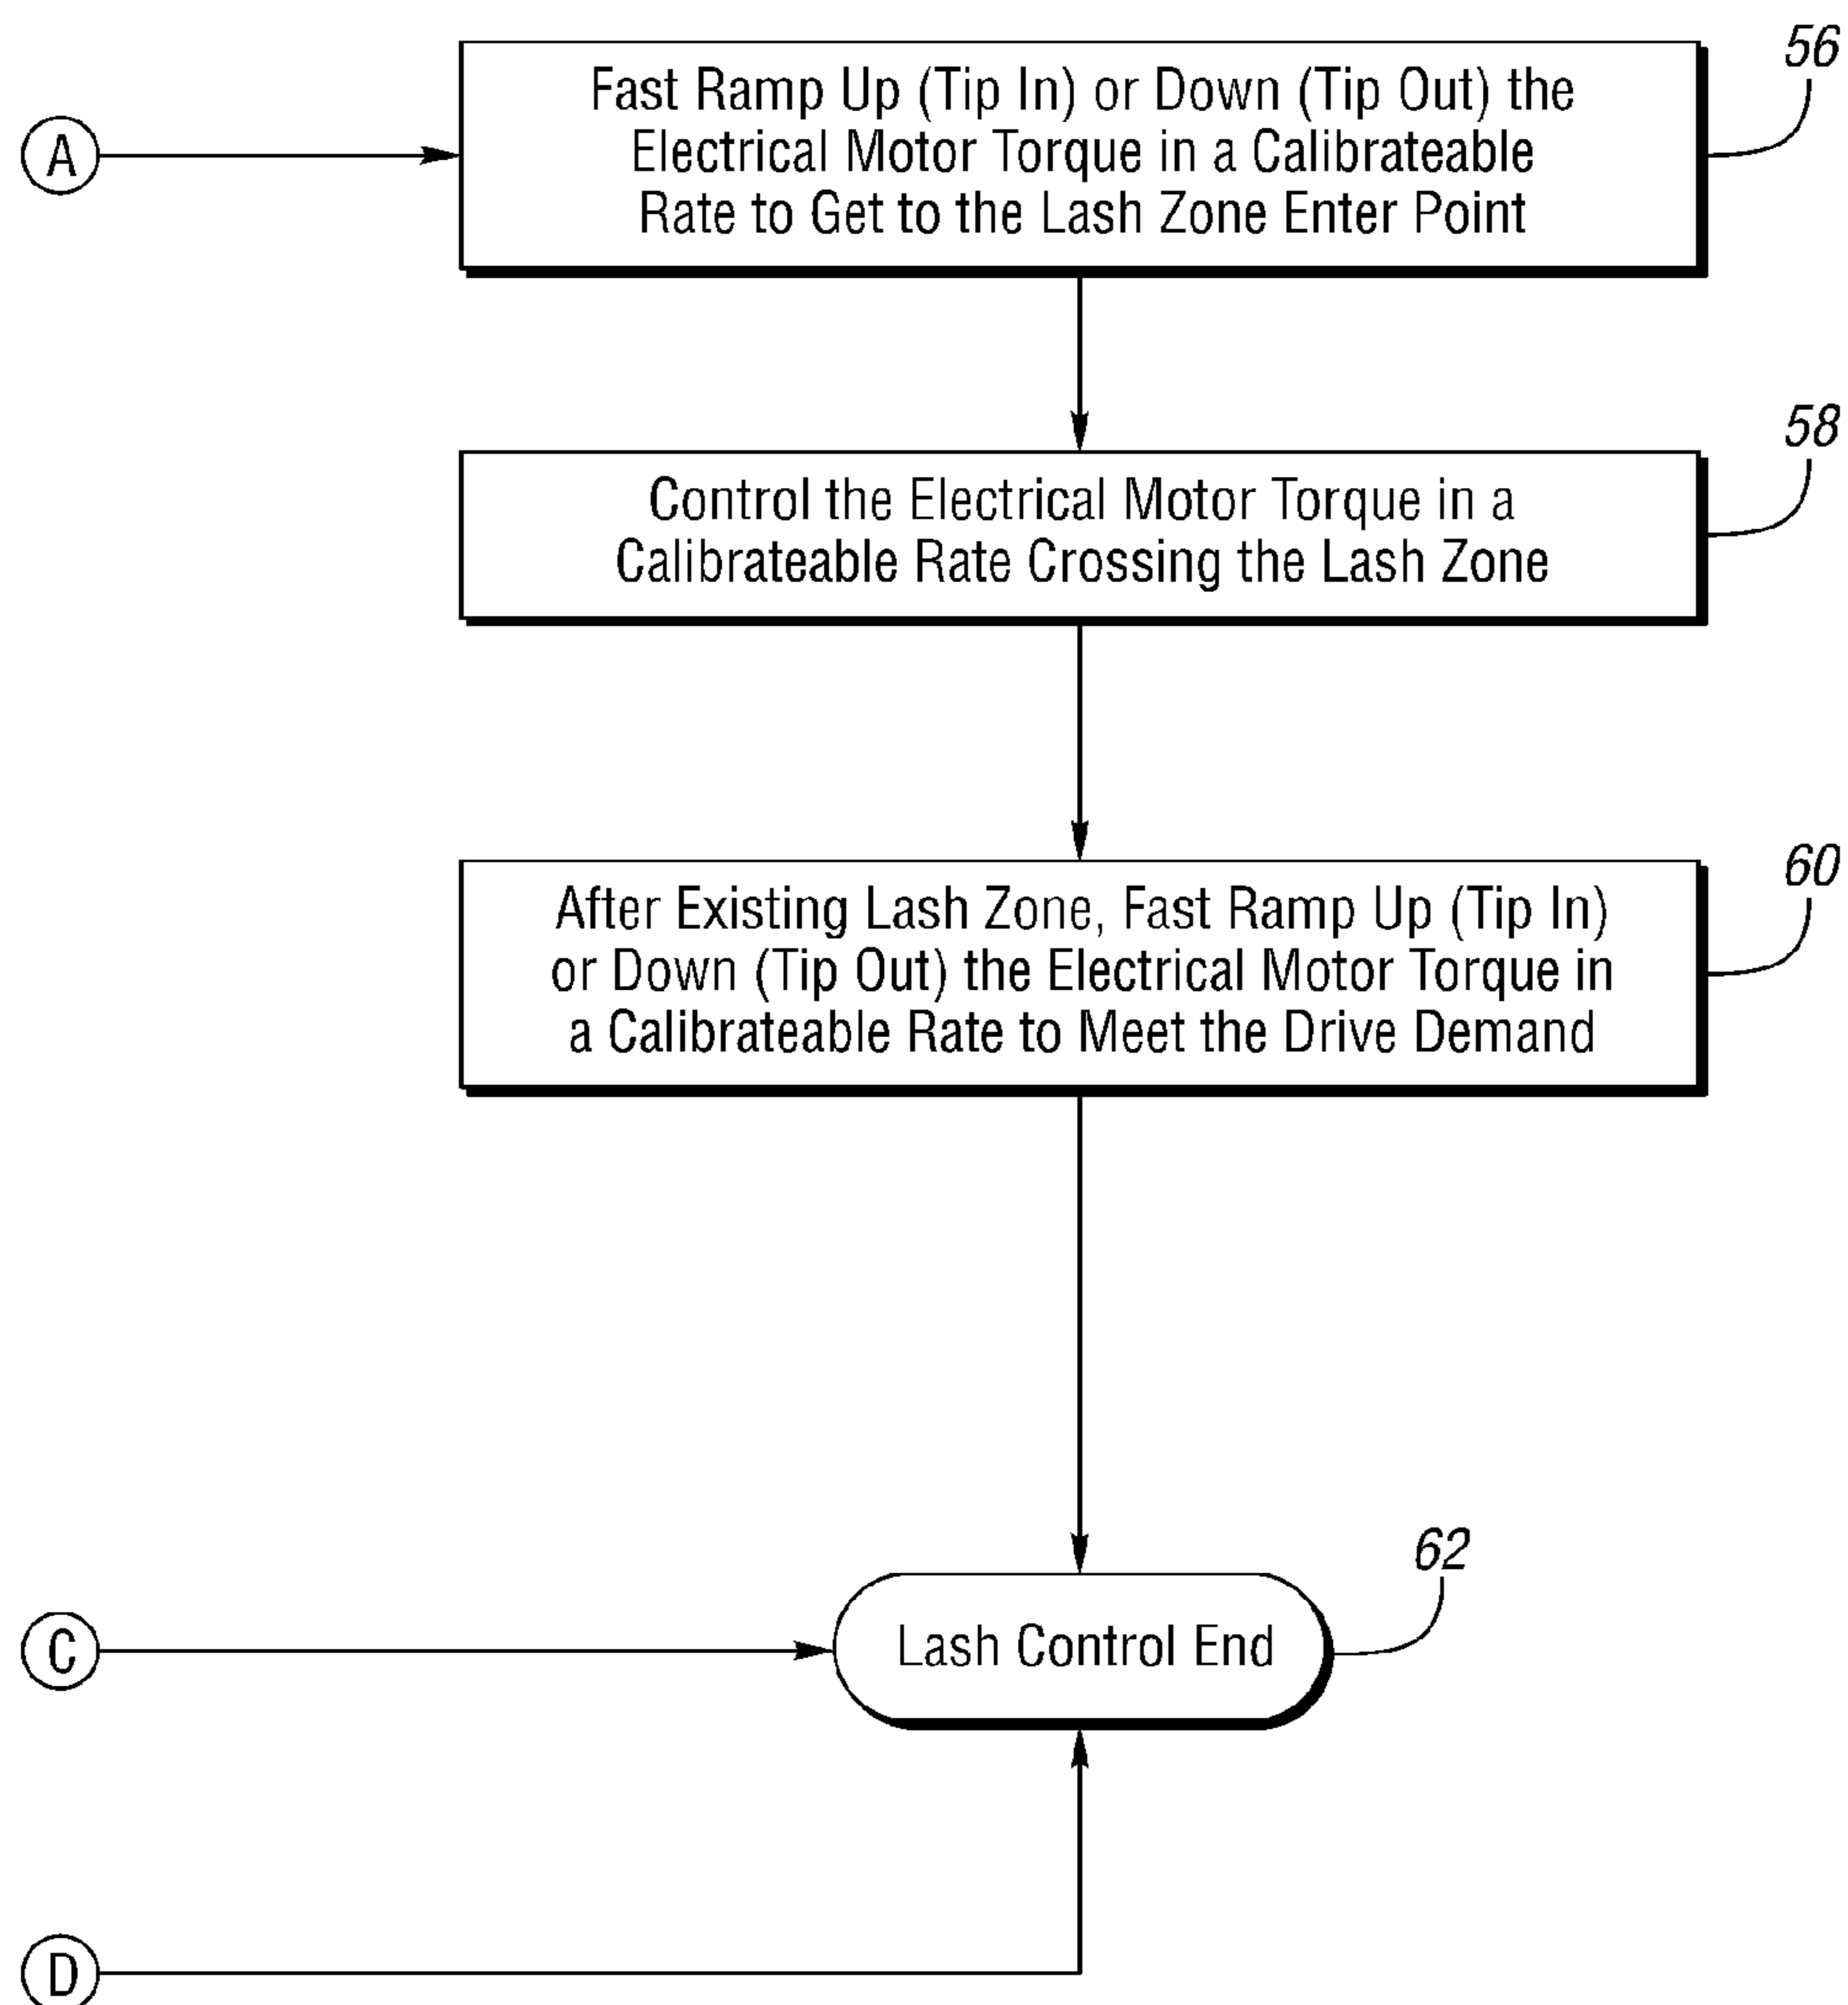 56
Fast Ramp Up (Tip In) or Down (Tip Out) the
Electrical Motor Torque in a Calibrateable
Rate to Get to the Lash Zone Enter Point
A
58
Control the Electrical Motor Torque in a
Calibrateable Rate Crossing the Lash Zone
60
After Existing Lash Zone, Fast Ramp Up (Tip In)
or Down (Tip Out) the Electrical Motor Torque in
a Calibrateable Rate to Meet the Drive Demand
62
C
Lash Control End
D